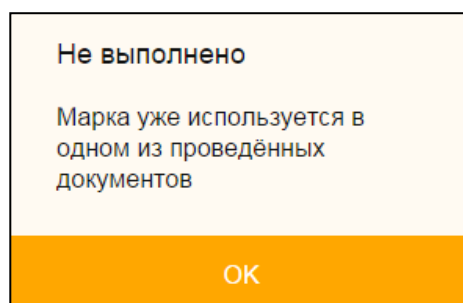 Не выполнено
Марка уже используется в
одном из проведённых
документов
OK